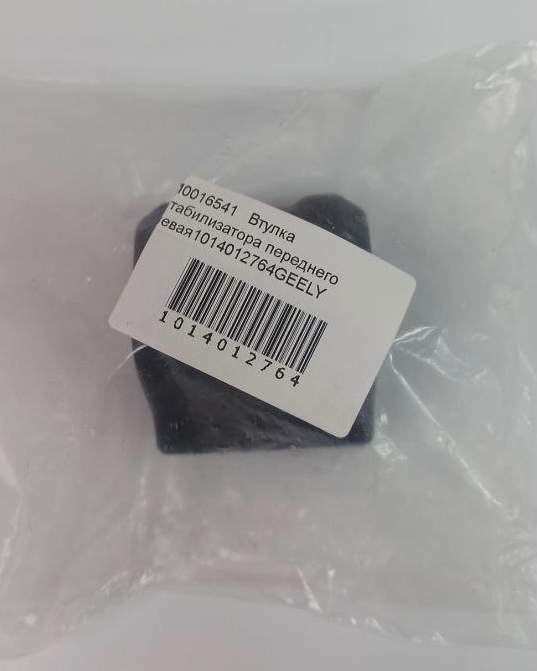 10016541 Втулка
табилизатора переднего
евая1014012764GEELY
1014012764